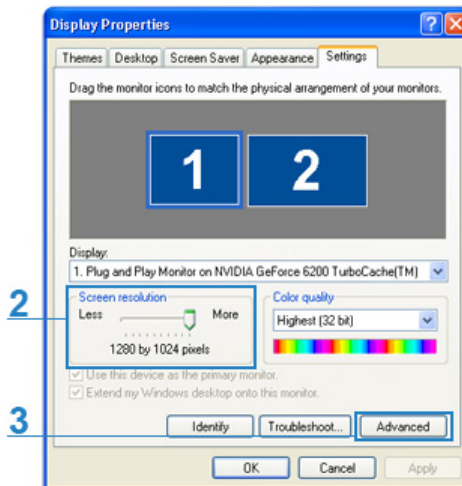 Display Properties
Themes Desktop Screen Saver Appearance Settings
Drag the monitor icons to match the physical arrangement of your monitors.
1 2
Display:
1. Plug and Play Monitor on NVIDIA GeForce 6200 TurboCache(TM)
2
Screen resolution
Less More
1280 by 1024 pixels
Color quality
Highest (32 bit)
Use this device as the primary monitor.
Extend my Windows desktop onto this monitor.
3
Identify Troubleshoot... Advanced
OK Cancel Apply